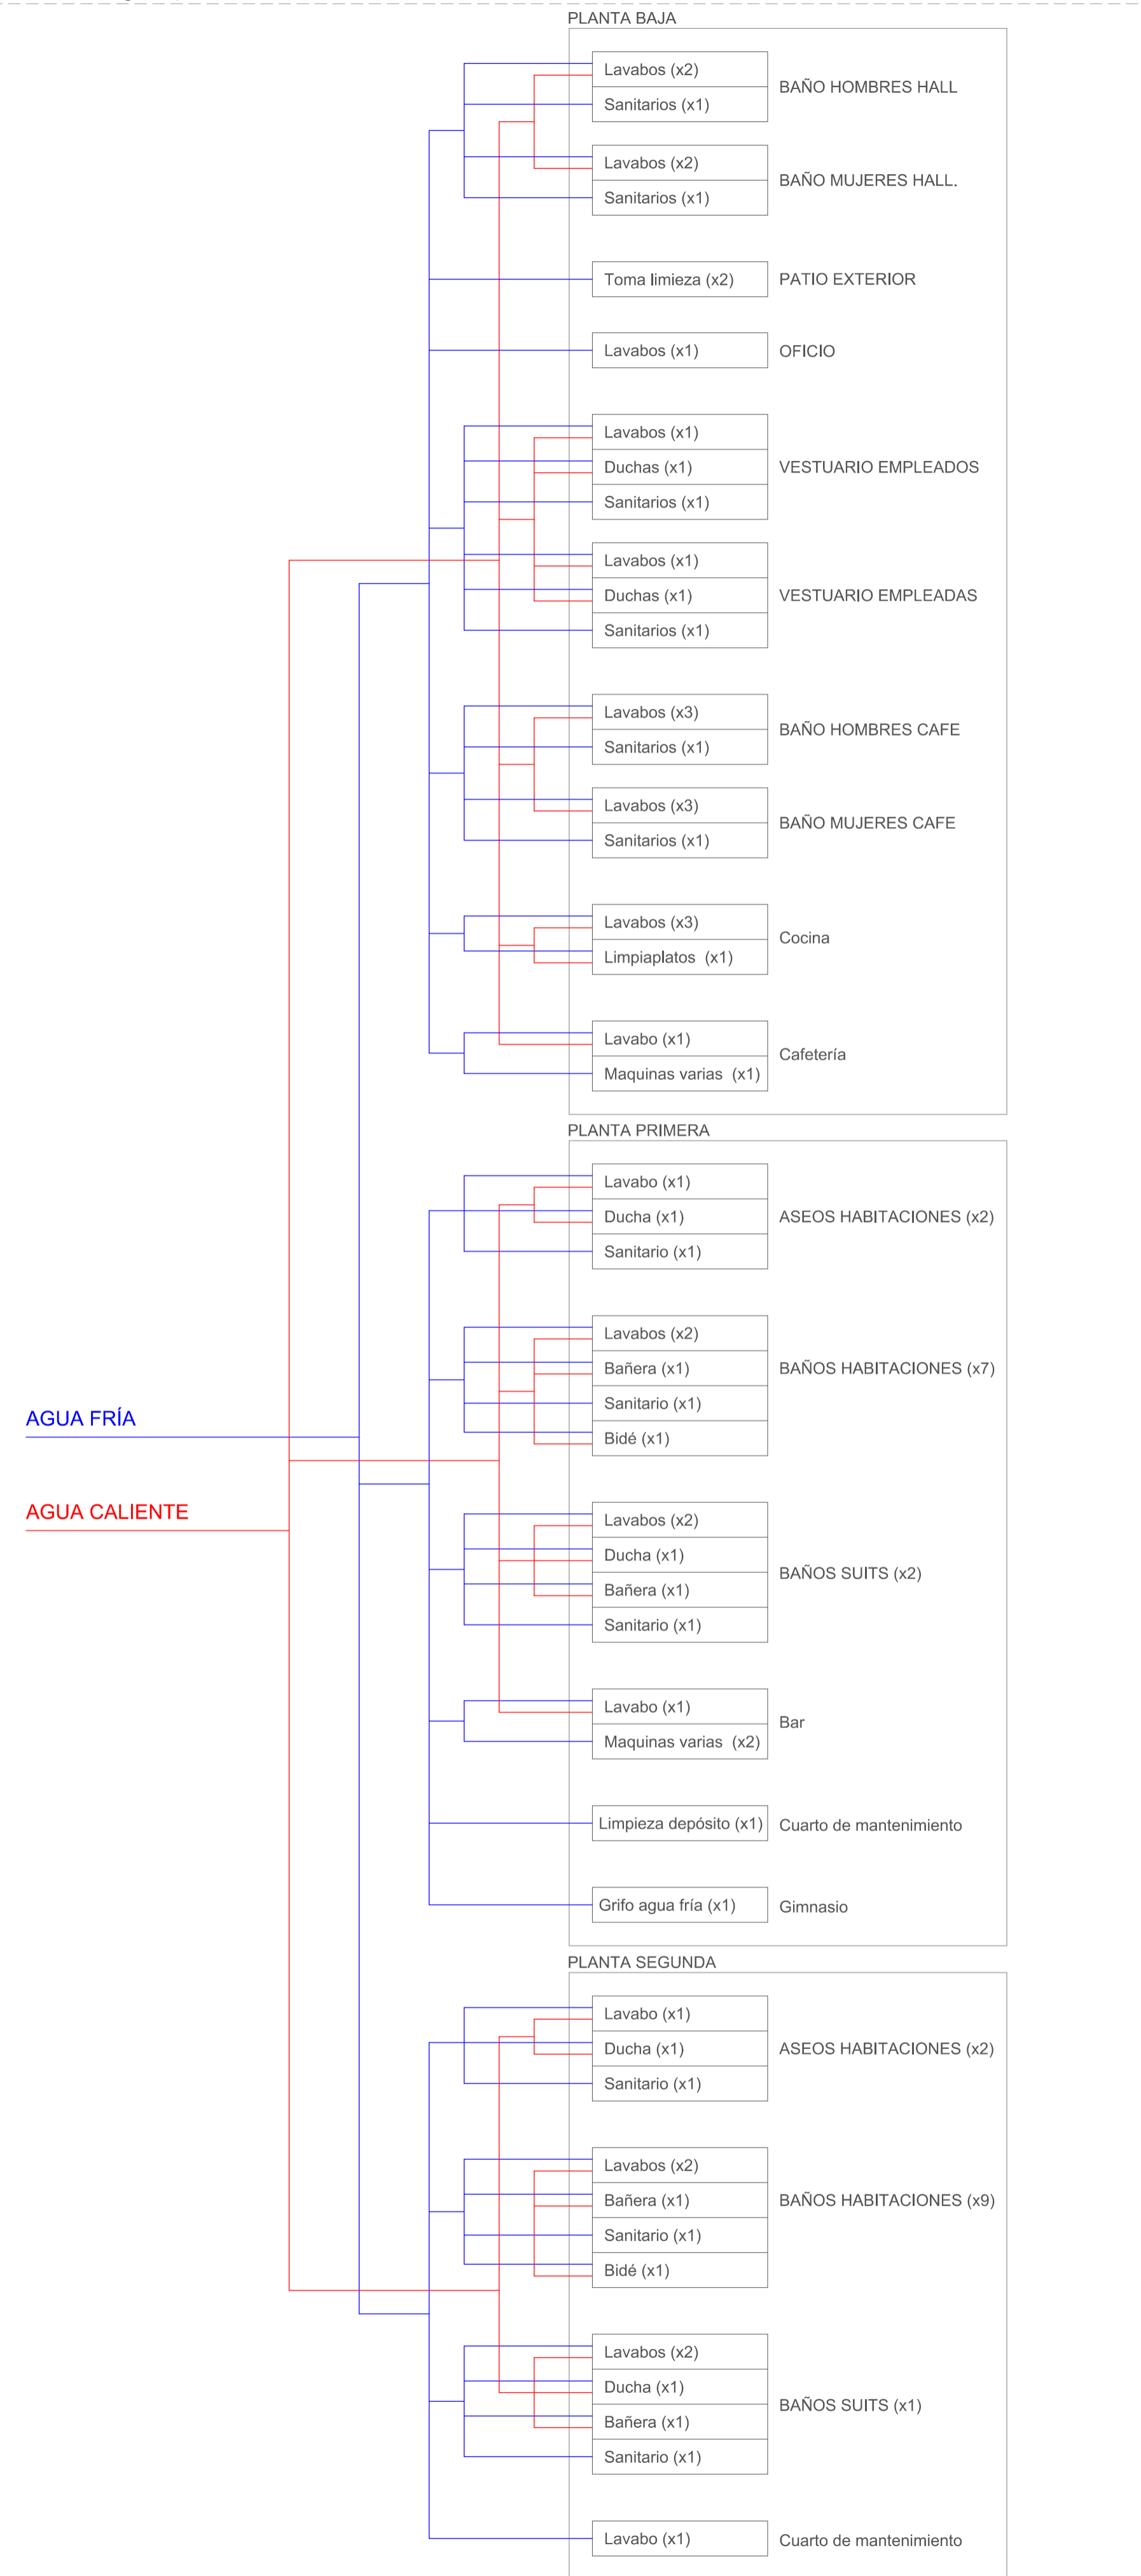 PLANTA BAJA
Lavabos (x2)
BAÑO HOMBRES HALL
Sanitarios (x1)
Lavabos (x2)
BAÑO MUJERES HALL.
Sanitarios (x1)
Toma limieza (x2)
PATIO EXTERIOR
Lavabos (x1)
OFICIO
Lavabos (x1)
Duchas (x1)
VESTUARIO EMPLEADOS
Sanitarios (x1)
Lavabos (x1)
Duchas (x1)
VESTUARIO EMPLEADAS
Sanitarios (x1)
Lavabos (x3)
BAÑO HOMBRES CAFE
Sanitarios (x1)
Lavabos (x3)
BAÑO MUJERES CAFE
Sanitarios (x1)
Lavabos (x3)
Cocina
Limpiaplatos (x1)
Lavabo (x1)
Cafetería
Maquinas varias (x1)
PLANTA PRIMERA
Lavabo (x1)
Ducha (x1)
ASEOS HABITACIONES (x2)
Sanitario (x1)
Lavabos (x2)
Bañera (x1)
BAÑOS HABITACIONES (x7)
Sanitario (x1)
Bidé (x1)
AGUA FRÍA
AGUA CALIENTE
Lavabos (x2)
Ducha (x1)
BAÑOS SUITS (x2)
Bañera (x1)
Sanitario (x1)
Lavabo (x1)
Bar
Maquinas varias (x2)
Limpieza depósito (x1)
Cuarto de mantenimiento
Grifo agua fría (x1)
Gimnasio
PLANTA SEGUNDA
Lavabo (x1)
Ducha (x1)
ASEOS HABITACIONES (x2)
Sanitario (x1)
Lavabos (x2)
Bañera (x1)
BAÑOS HABITACIONES (x9)
Sanitario (x1)
Bidé (x1)
Lavabos (x2)
Ducha (x1)
BAÑOS SUITS (x1)
Bañera (x1)
Sanitario (x1)
Lavabo (x1)
Cuarto de mantenimiento